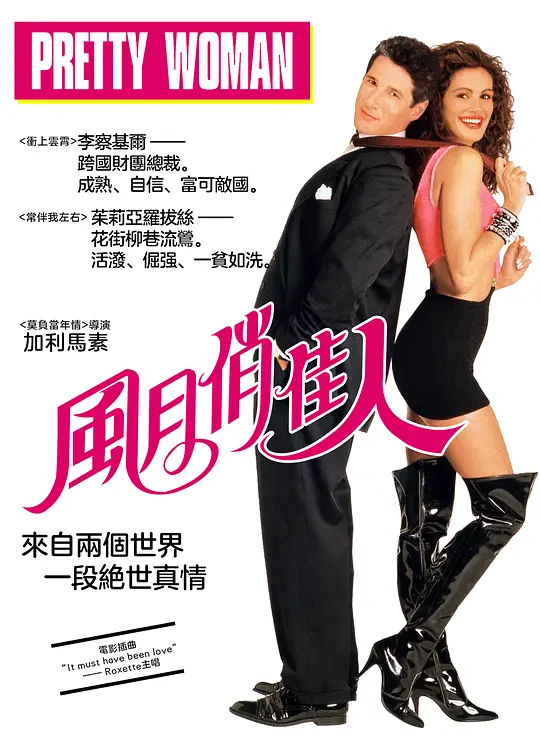 PRETTY WOMAN
<衝上雲霄>李察基爾——
跨國財團總裁。
成熟、自信、富可敵國。
<常伴我左右>茱莉亞羅拔絲——
花街柳巷流鶯。
活潑、倔强、一貧如洗。
<莫負當年情>導演
加利馬素
風月俏佳人
來自兩個世界
一段絕世真情
電影插曲
“It must have been love”
—— Roxette主唱